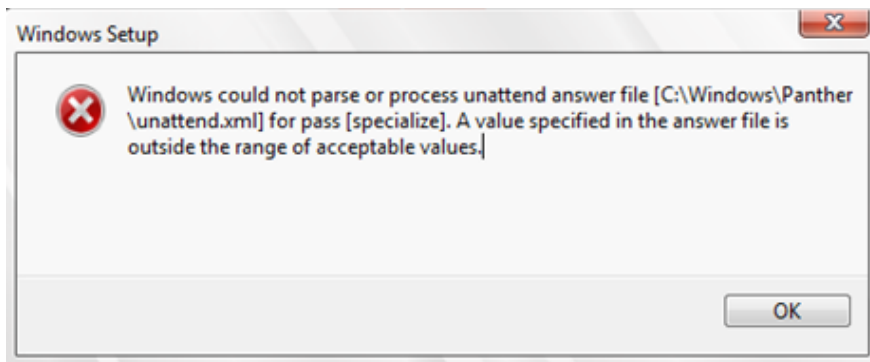 Windows Setup
Windows could not parse or process unattend answer file [C:\Windows\Panther
\unattend.xml] for pass [specialize]. A value specified in the answer file is
outside the range of acceptable values.
OK